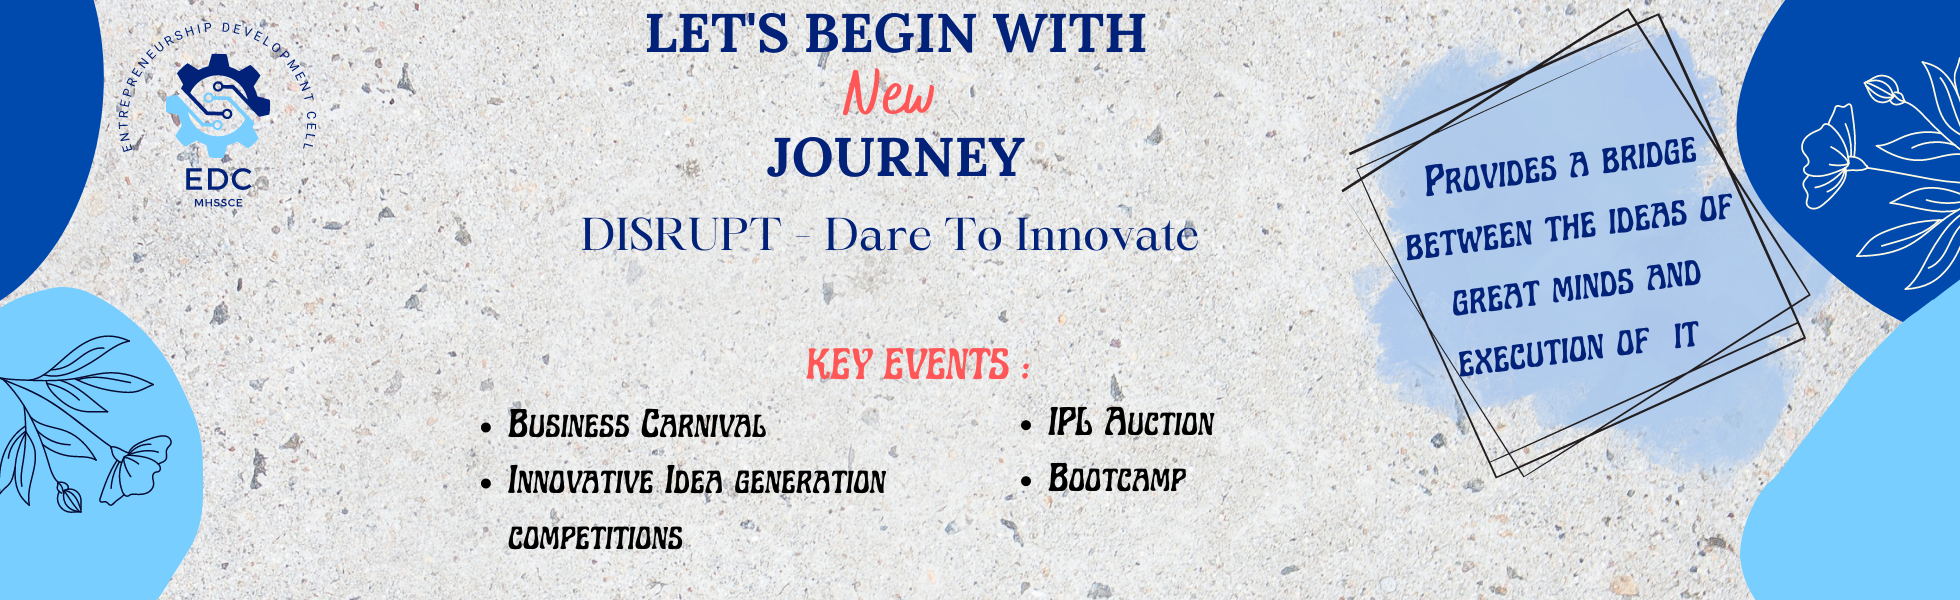 ENTREPRENEURSHIP DEVELOPMENT CELL
EDC
MHSSCE
LET'S BEGIN WITH
New
JOURNEY
DISRUPT - Dare To Innovate
KEY EVENTS :
• Business Carnival
• Innovative Idea generation
competitions
• IPL Auction
• Bootcamp
Provides a bridge
between the ideas of
great minds and
execution of it